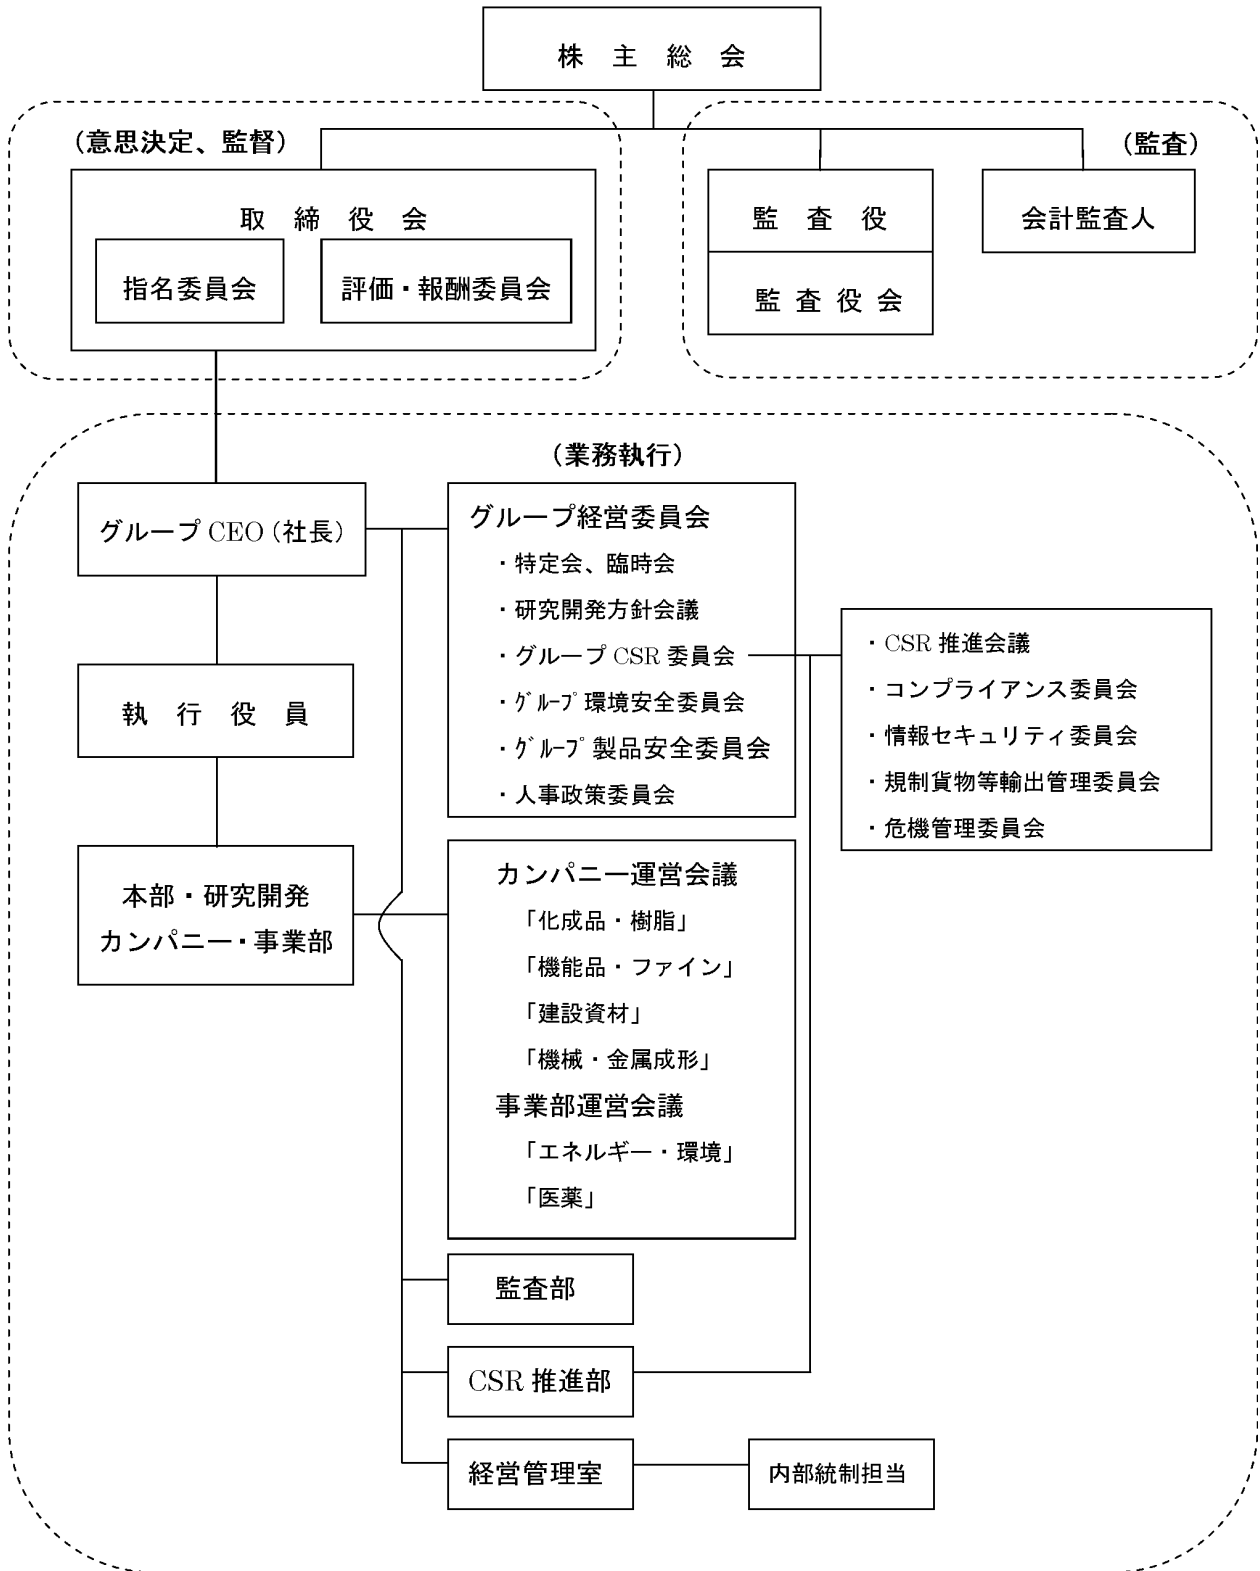 株主総会
（意思決定、監督）
（監査）
取締役会
指名委員会
評価・報酬委員会
監査役
監査役会
会計監査人
（業務執行）
グループ CEO（社長）
執行役員
本部・研究開発
カンパニー・事業部
グループ経営委員会
・特定会、臨時会
・研究開発方針会議
・グループ CSR 委員会
・ｸﾞﾙｰﾌﾟ環境安全委員会
・ｸﾞﾙｰﾌﾟ製品安全委員会
・人事政策委員会
・CSR 推進会議
・コンプライアンス委員会
・情報セキュリティ委員会
・規制貨物等輸出管理委員会
・危機管理委員会
カンパニー運営会議
「化成品・樹脂」
「機能品・ファイン」
「建設資材」
「機械・金属成形」
事業部運営会議
「エネルギー・環境」
「医薬」
監査部
CSR 推進部
経営管理室
内部統制担当